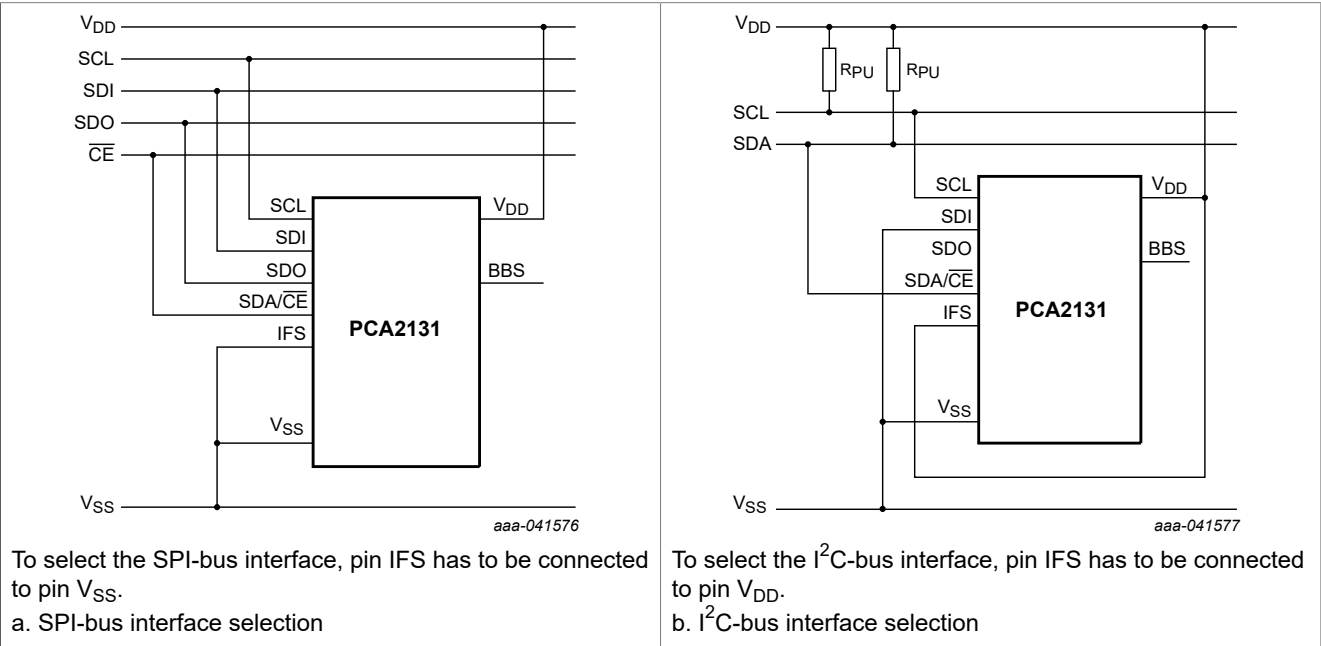 VDD
SCL
SDI
SDO
CE
SCL
SDI
SDO
SDA/CE
IFS
VSS
VDD
BBS
PCA2131
VSS
aaa-041576
To select the SPI-bus interface, pin IFS has to be connected
to pin VSS.
a. SPI-bus interface selection
VDD
RPU
RPU
SCL
SDA
SCL
SDI
SDO
SDA/CE
IFS
VSS
VDD
BBS
PCA2131
VSS
aaa-041577
To select the I2C-bus interface, pin IFS has to be connected
to pin VDD.
b. I2C-bus interface selection